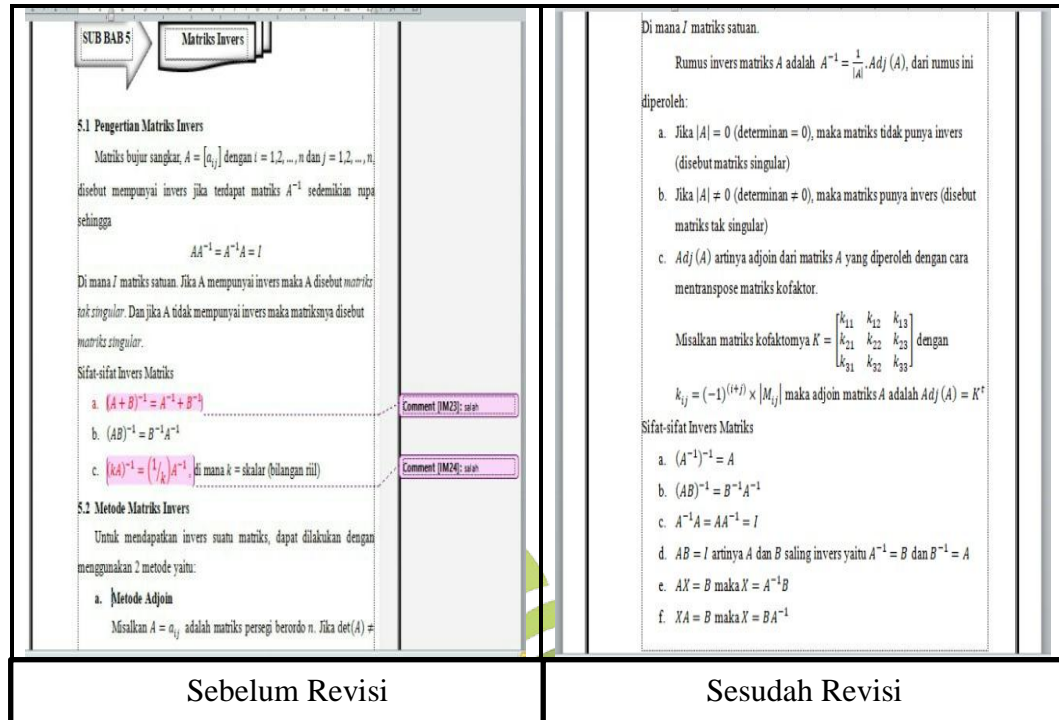 SUB BAB 5
Matriks Invers
5.1 Pengertian Matriks Invers
Matriks bujur sangkar, A = [a_{ij}] dengan i = 1,2, ..., n dan j = 1,2, ..., n,
disebut mempunyai invers jika terdapat matriks A⁻¹ sedemikian rupa
sehingga
AA⁻¹ = A⁻¹A = I
Di mana I matriks satuan. Jika A mempunyai invers maka A disebut matriks
tak singular. Dan jika A tidak mempunyai invers maka matriksnya disebut
matriks singular.
Sifat-sifat Invers Matriks
a. (A + B)⁻¹ = A⁻¹ + B⁻¹)
Comment [IM23]: salah
b. (AB)⁻¹ = B⁻¹A⁻¹
c. (kA)⁻¹ = (1/k)A⁻¹, di mana k = skalar (bilangan riil)
Comment [IM24]: salah
5.2 Metode Matriks Invers
Untuk mendapatkan invers suatu matriks, dapat dilakukan dengan
menggunakan 2 metode yaitu:
a. Metode Adjoin
Misalkan A = a_{ij} adalah matriks persegi berordo n. Jika det(A) ≠
Sebelum Revisi
Di mana I matriks satuan.
Rumus invers matriks A adalah A⁻¹ = 1/|A| . Adj (A), dari rumus ini
diperoleh:
a. Jika |A| = 0 (determinan = 0), maka matriks tidak punya invers
(disebut matriks singular)
b. Jika |A| ≠ 0 (determinan ≠ 0), maka matriks punya invers (disebut
matriks tak singular)
c. Adj (A) artinya adjoin dari matriks A yang diperoleh dengan cara
mentranspose matriks kofaktor.
Misalkan matriks kofaktornya K = [k₁₁ k₁₂ k₁₃
k₂₁ k₂₂ k₂₃
k₃₁ k₃₂ k₃₃] dengan
k_{ij} = (−1)^{(i+j)} × |M_{ij}| maka adjoin matriks A adalah Adj (A) = Kᵗ
Sifat-sifat Invers Matriks
a. (A⁻¹)⁻¹ = A
b. (AB)⁻¹ = B⁻¹A⁻¹
c. A⁻¹A = AA⁻¹ = I
d. AB = I artinya A dan B saling invers yaitu A⁻¹ = B dan B⁻¹ = A
e. AX = B maka X = A⁻¹B
f. XA = B maka X = BA⁻¹
Sesudah Revisi